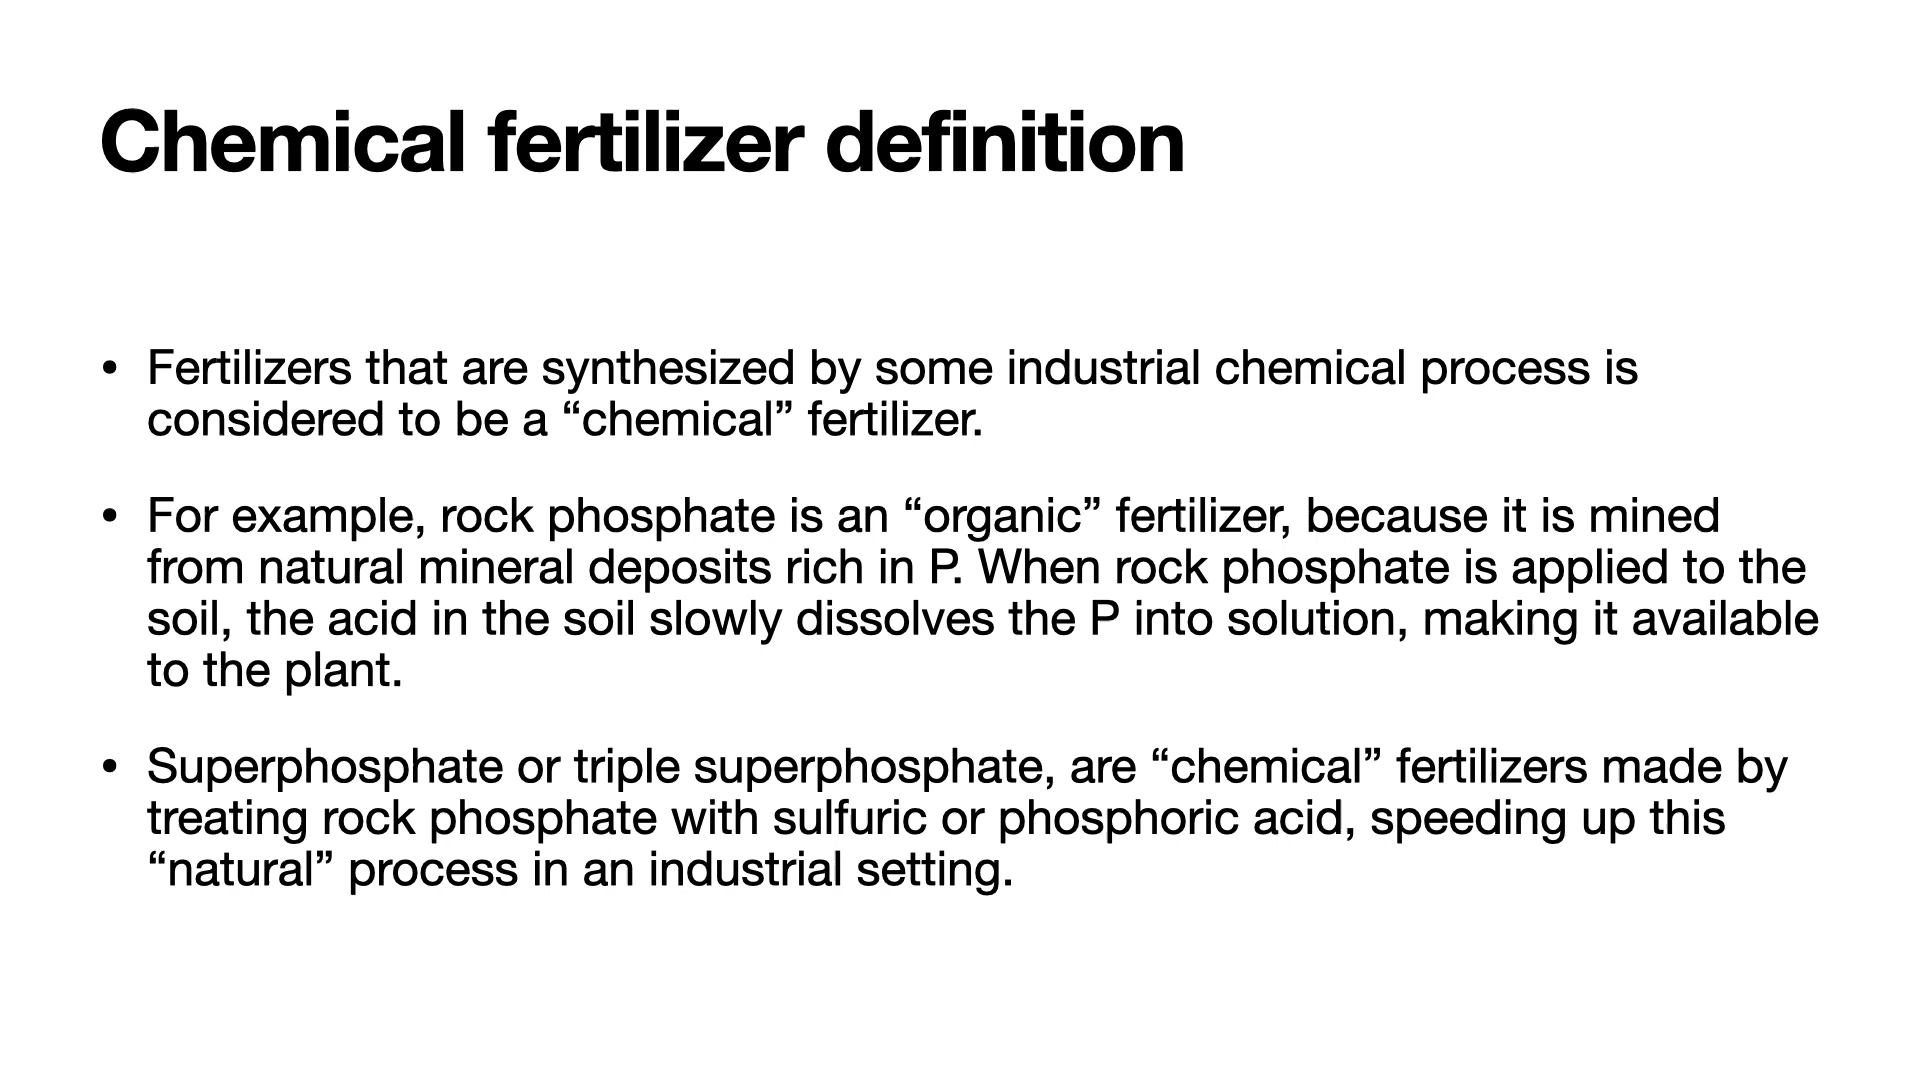 Chemical fertilizer definition
• Fertilizers that are synthesized by some industrial chemical process is
considered to be a “chemical” fertilizer.
• For example, rock phosphate is an “organic” fertilizer, because it is mined
from natural mineral deposits rich in P. When rock phosphate is applied to the
soil, the acid in the soil slowly dissolves the P into solution, making it available
to the plant.
• Superphosphate or triple superphosphate, are “chemical” fertilizers made by
treating rock phosphate with sulfuric or phosphoric acid, speeding up this
“natural” process in an industrial setting.